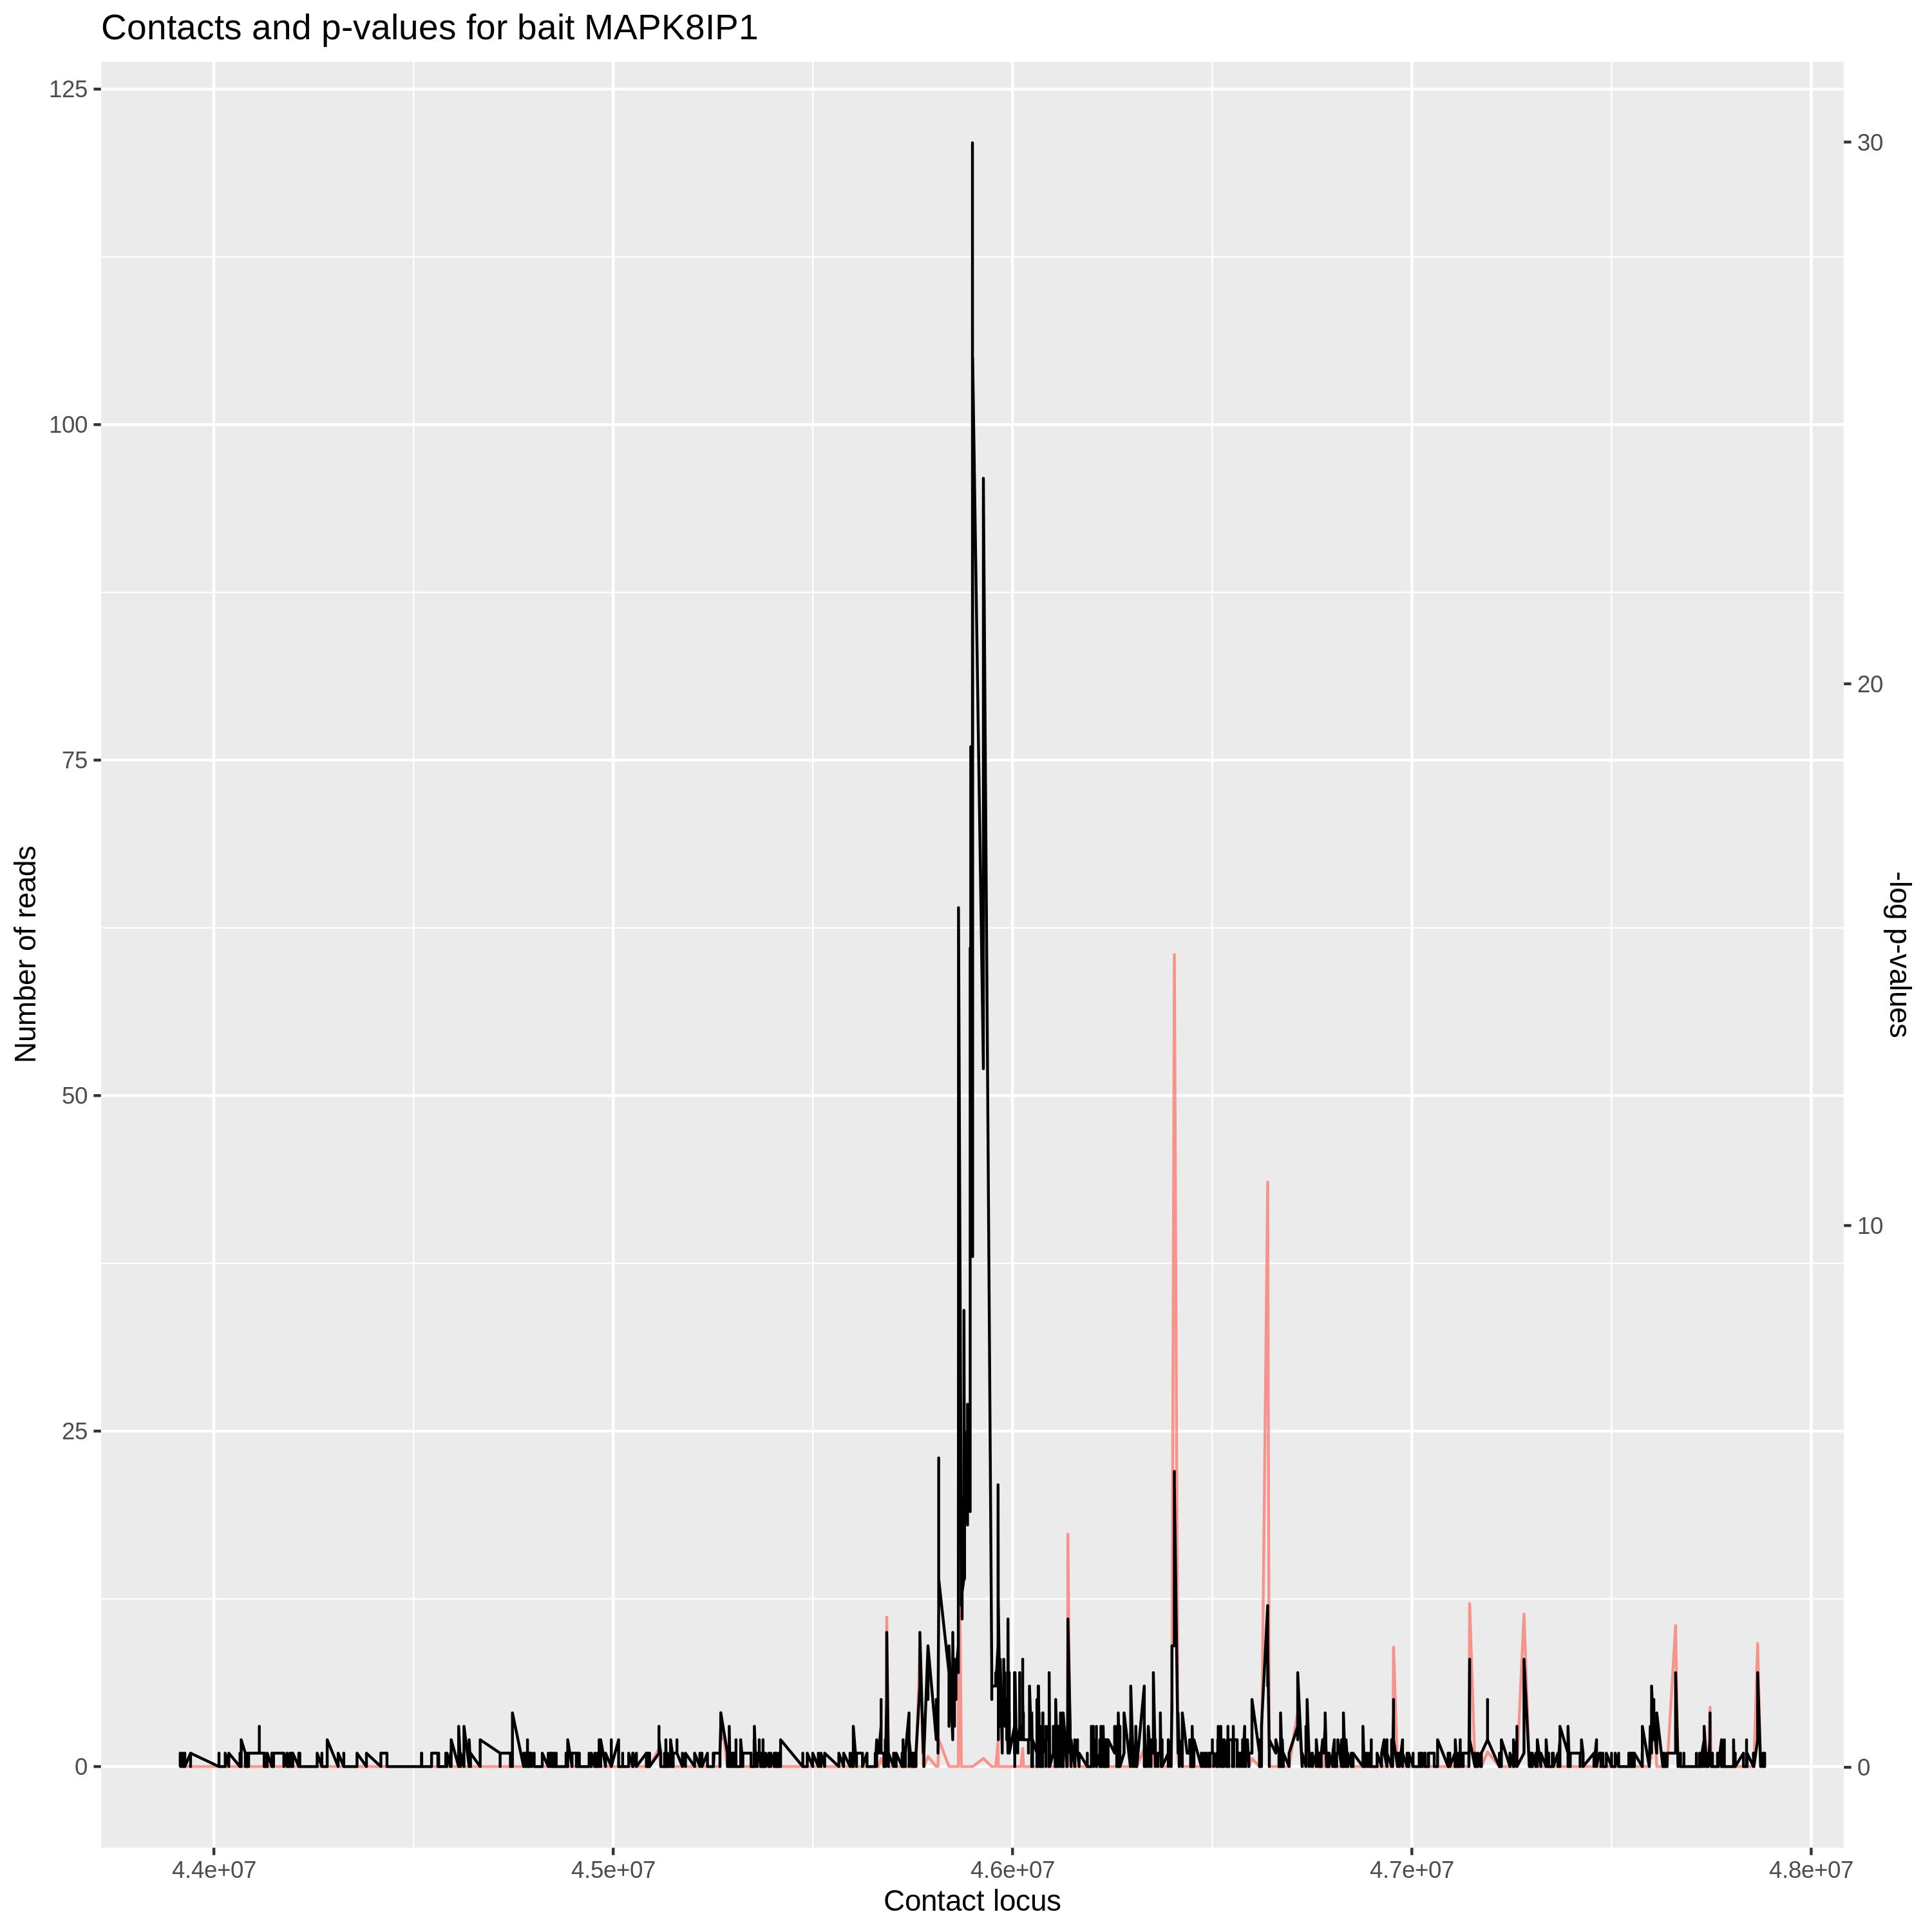 Contacts and p-values for bait MAPK8IP1
125
100
75
50
25
0
Number of reads
30
20
10
0
-log p-values
4.4e+07
4.5e+07
4.6e+07
4.7e+07
4.8e+07
Contact locus